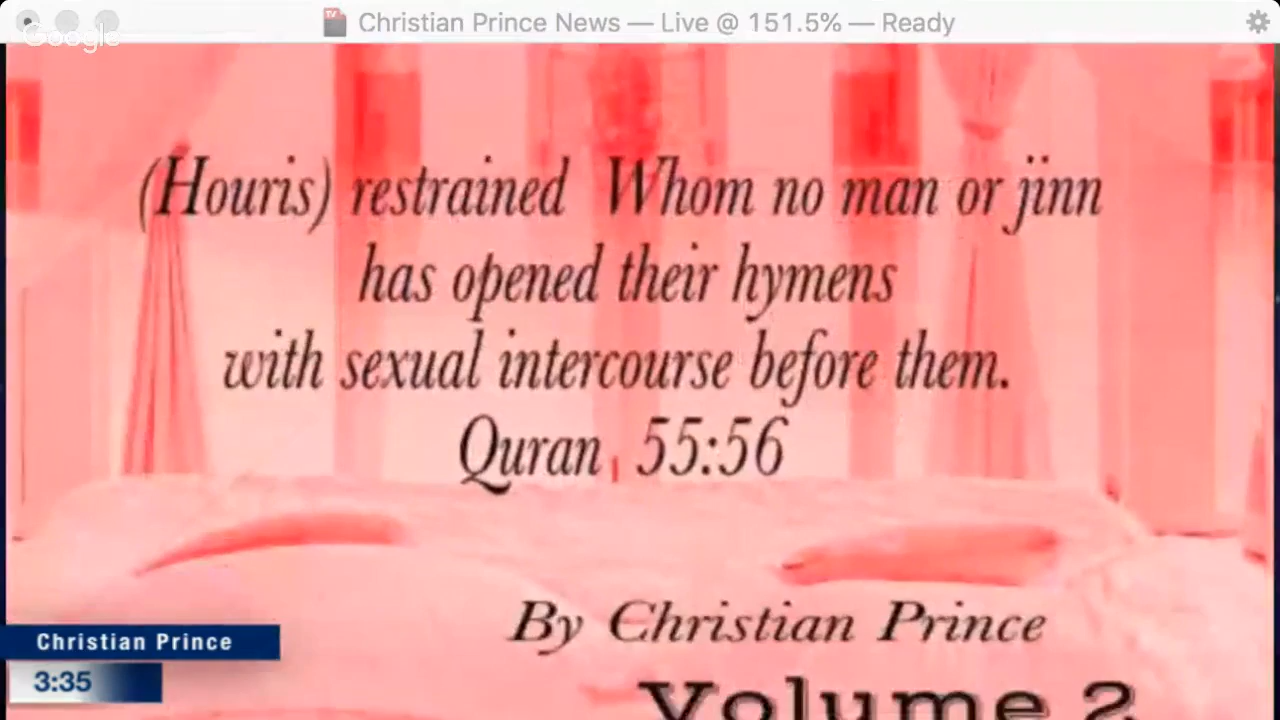 Christian Prince News — Live @ 151.5% — Ready
Google
(Houris) restrained Whom no man or jinn
has opened their hymens
with sexual intercourse before them.
Quran 55:56
By Christian Prince
Volume 2
Christian Prince
3:35